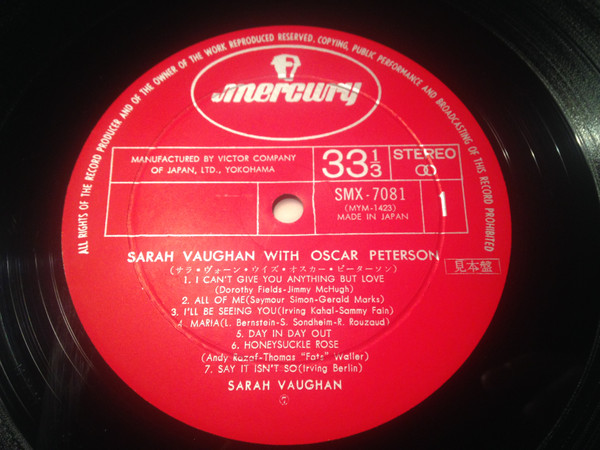 ALL RIGHTS OF THE RECORD PRODUCER AND OF THE OWNER OF THE WORK REPRODUCED RESERVED. COPYING, PUBLIC PERFORMANCE AND BROADCASTING OF THIS RECORD PROHIBITED
mercury
MANUFACTURED BY VICTOR COMPANY
OF JAPAN, LTD., YOKOHAMA
33 1/3
STEREO
SMX-7081
(MYM-1423)
MADE IN JAPAN
1
SARAH VAUGHAN WITH OSCAR PETERSON
見本盤
(サラ・ヴォーン・ウイズ・オスカー・ピーターソン)
1. I CAN'T GIVE YOU ANYTHING BUT LOVE
(Dorothy Fields-Jimmy McHugh)
2. ALL OF ME(Seymour Simon-Gerald Marks)
3. I'LL BE SEEING YOU(Irving Kahal-Sammy Fain)
4. MARIA(L. Bernstein-S. Sondheim-R. Rouzaud)
5. DAY IN DAY OUT
6. HONEYSUCKLE ROSE
(Andy Razof-Thomas "Fats" Waller)
7. SAY IT ISN'T SO(Irving Berlin)
SARAH VAUGHAN
⑦